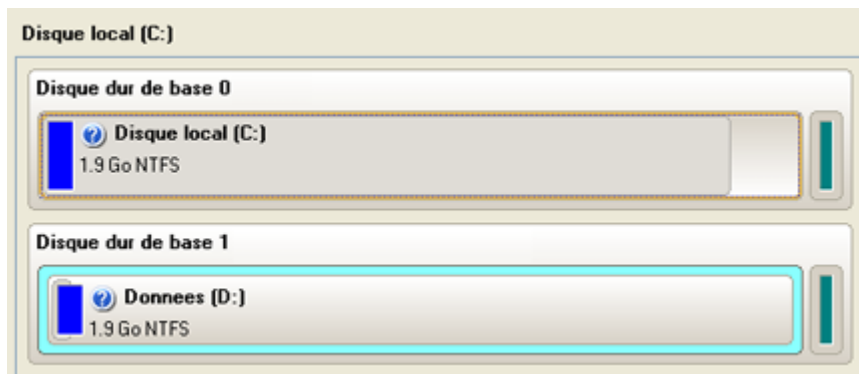 Disque local (C:)
Disque dur de base 0
Disque local (C:)
1.9 Go NTFS
Disque dur de base 1
Donnees (D:)
1.9 Go NTFS